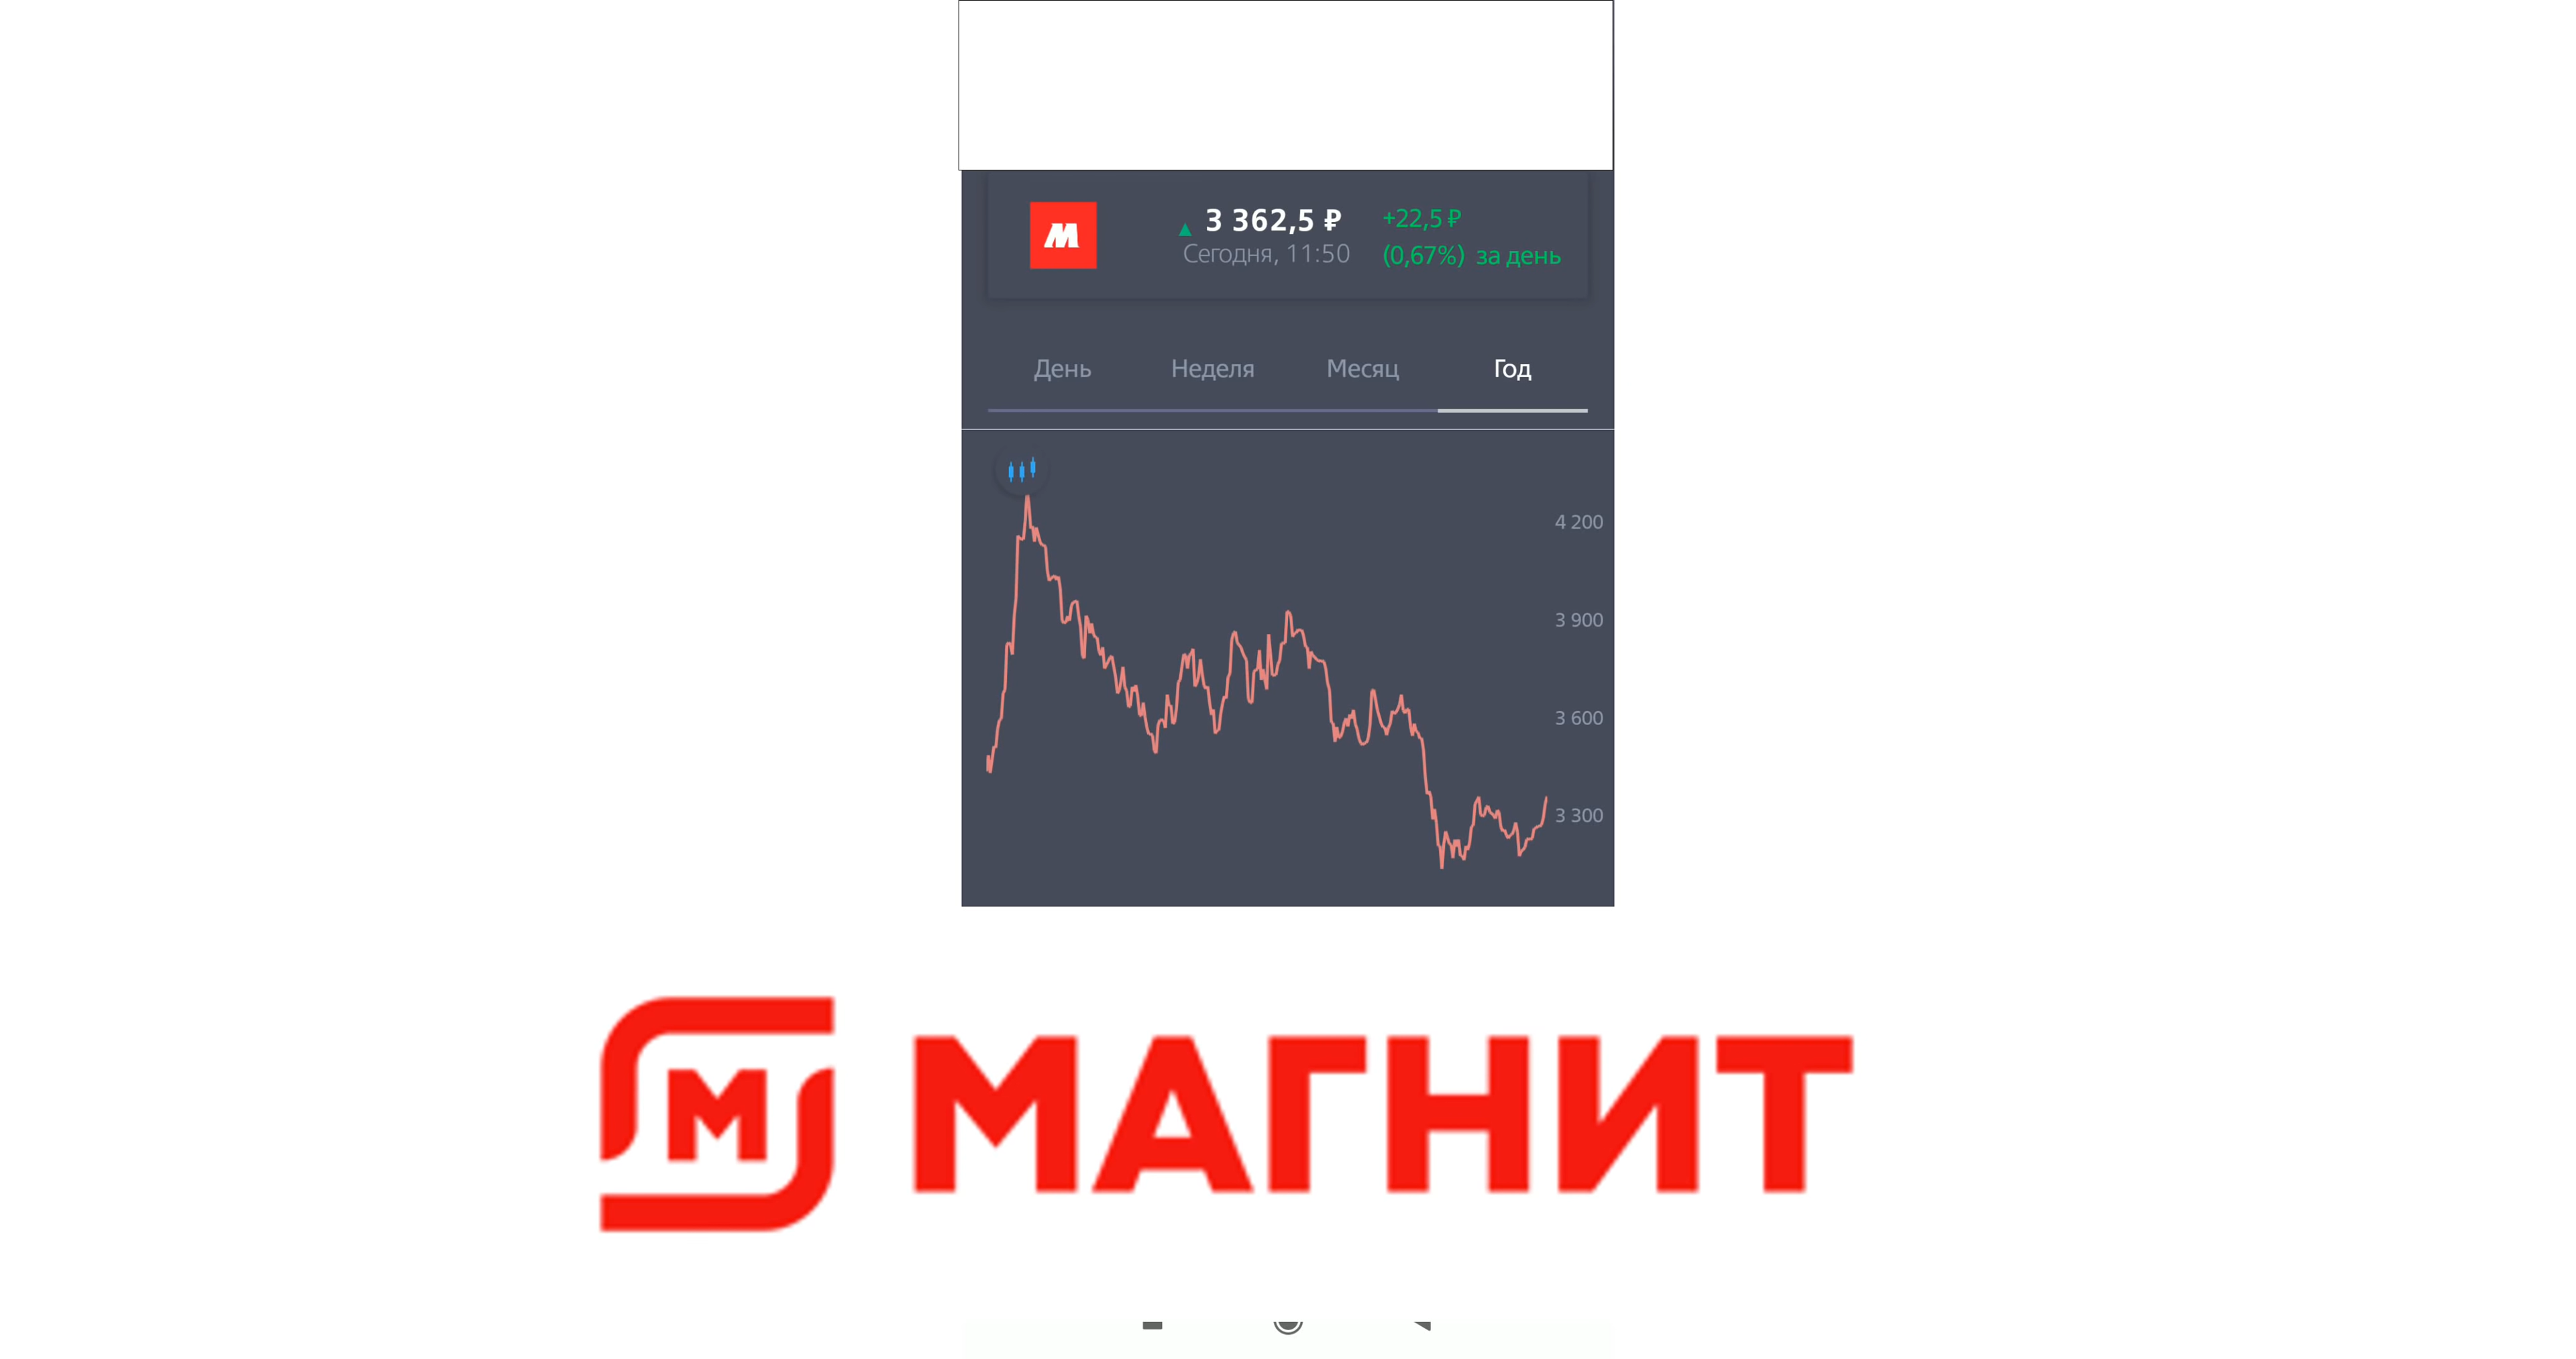 М
3 362,5 ₽
Сегодня, 11:50
+22,5 ₽
(0,67%) за день
День Неделя Месяц Год
4 200
3 900
3 600
3 300
М МАГНИТ